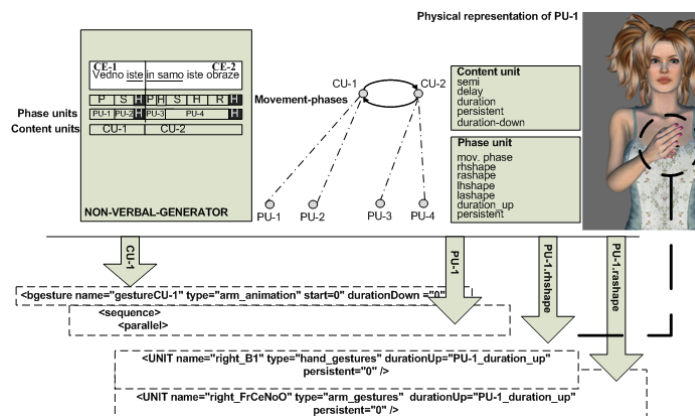 Physical representation of PU-1
CE-1 CE-2
Vedno iste in samo iste obraze
P S H P H S H R H
Phase units PU-1 PU-2 H PU-3 PU-4 H
Content units CU-1 CU-2
NON-VERBAL-GENERATOR
Movement-phases
CU-1 CU-2
PU-1 PU-2 PU-3 PU-4
Content unit
semi
delay
duration
persistent
duration-down
Phase unit
mov. phase
rhshape
rashape
lhshape
lashape
duration_up
persistent
CU-1
PU-1
PU-1.rhshape
PU-1.rashape
<bgesture name="gestureCU-1" type="arm_animation" start=0" durationDown ="0"
<sequence>
<parallel>
<UNIT name="right_B1" type="hand_gestures" durationUp="PU-1_duration_up"
persistent="0" />
<UNIT name="right_FrCeNoO" type="arm_gestures" durationUp="PU-1_duration_up"
persistent="0" />